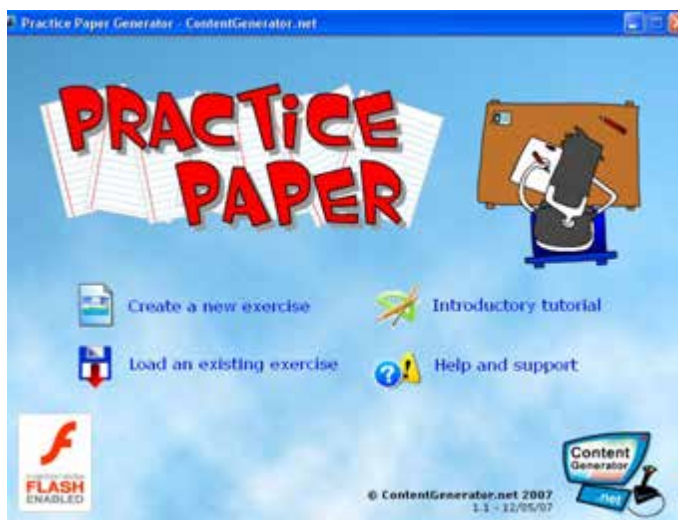 Practice Paper Generator - ContentGenerator.net
PRACTiCE
PAPER
Create a new exercise
Introductory tutorial
Load an existing exercise
Help and support
FLASH
ENABLED
Content
Generator
.net
© ContentGenerator.net 2007
1.1 - 12/05/07